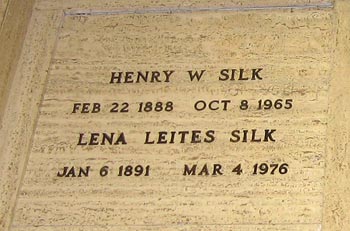 HENRY W SILK
FEB 22 1888 OCT 8 1965
LENA LEITES SILK
JAN 6 1891 MAR 4 1976